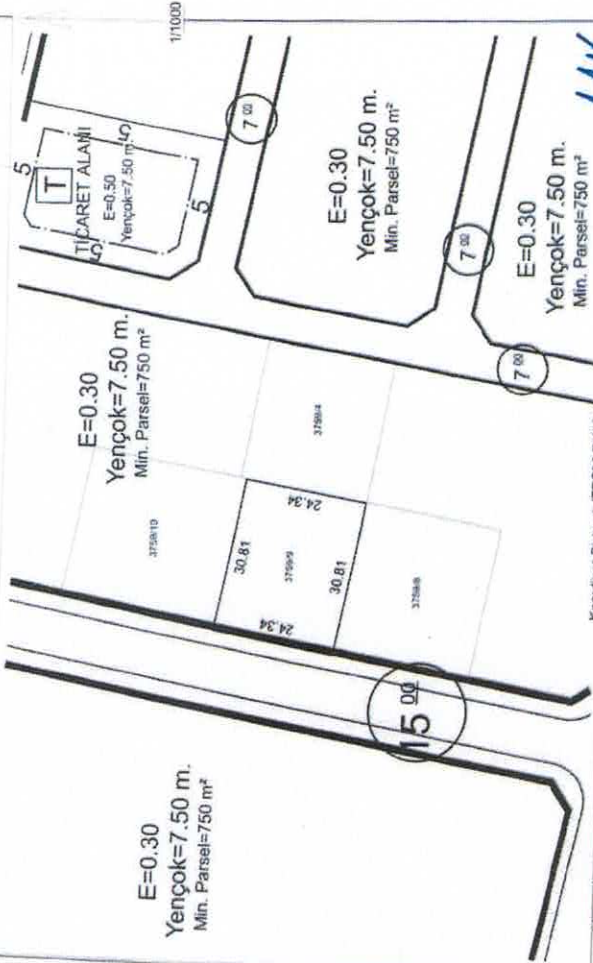 1/1000
5
T
TİCARET ALANI
E=0.50
Yençok=7.50 m.
5
5
5
7.00
E=0.30
Yençok=7.50 m.
Min. Parsel=750 m²
7.00
E=0.30
Yençok=7.50 m.
Min. Parsel=750 m²
7.00
E=0.30
Yençok=7.50 m.
Min. Parsel=750 m²
3759/10
30.81
24.34
3759/9
24.34
30.81
3759/4
3759/8
15.00
E=0.30
Yençok=7.50 m.
Min. Parsel=750 m²